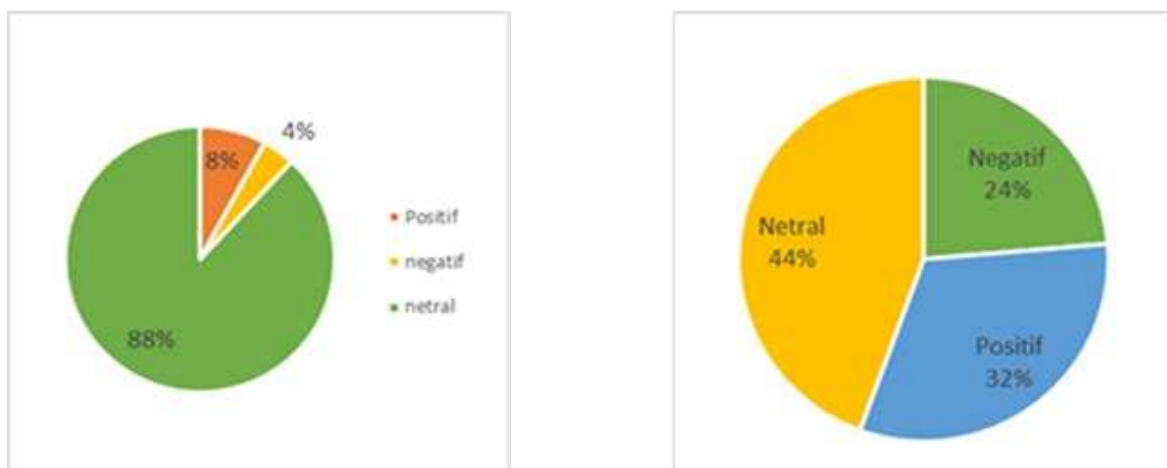 4%
8%
Positif
negatif
netral
88%
Negatif
24%
Netral
44%
Positif
32%